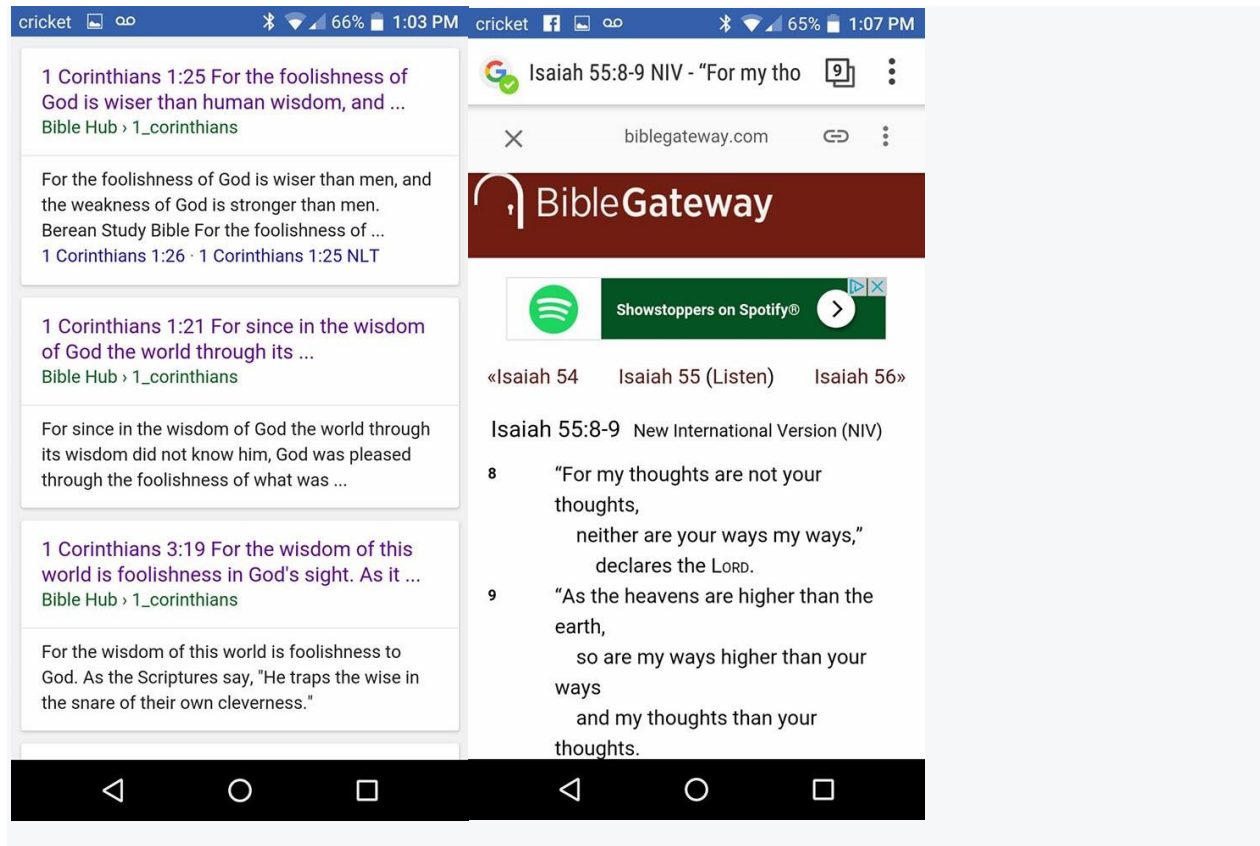 cricket 66% 1:03 PM
1 Corinthians 1:25 For the foolishness of
God is wiser than human wisdom, and ...
Bible Hub › 1_corinthians
For the foolishness of God is wiser than men, and
the weakness of God is stronger than men.
Berean Study Bible For the foolishness of ...
1 Corinthians 1:26 · 1 Corinthians 1:25 NLT
1 Corinthians 1:21 For since in the wisdom
of God the world through its ...
Bible Hub › 1_corinthians
For since in the wisdom of God the world through
its wisdom did not know him, God was pleased
through the foolishness of what was ...
1 Corinthians 3:19 For the wisdom of this
world is foolishness in God's sight. As it ...
Bible Hub › 1_corinthians
For the wisdom of this world is foolishness to
God. As the Scriptures say, "He traps the wise in
the snare of their own cleverness."
cricket 65% 1:07 PM
Isaiah 55:8-9 NIV - “For my tho 9
biblegateway.com
BibleGateway
Showstoppers on Spotify®
«Isaiah 54 Isaiah 55 (Listen) Isaiah 56»
Isaiah 55:8-9 New International Version (NIV)
8 “For my thoughts are not your
thoughts,
neither are your ways my ways,”
declares the LORD.
9 “As the heavens are higher than the
earth,
so are my ways higher than your
ways
and my thoughts than your
thoughts.